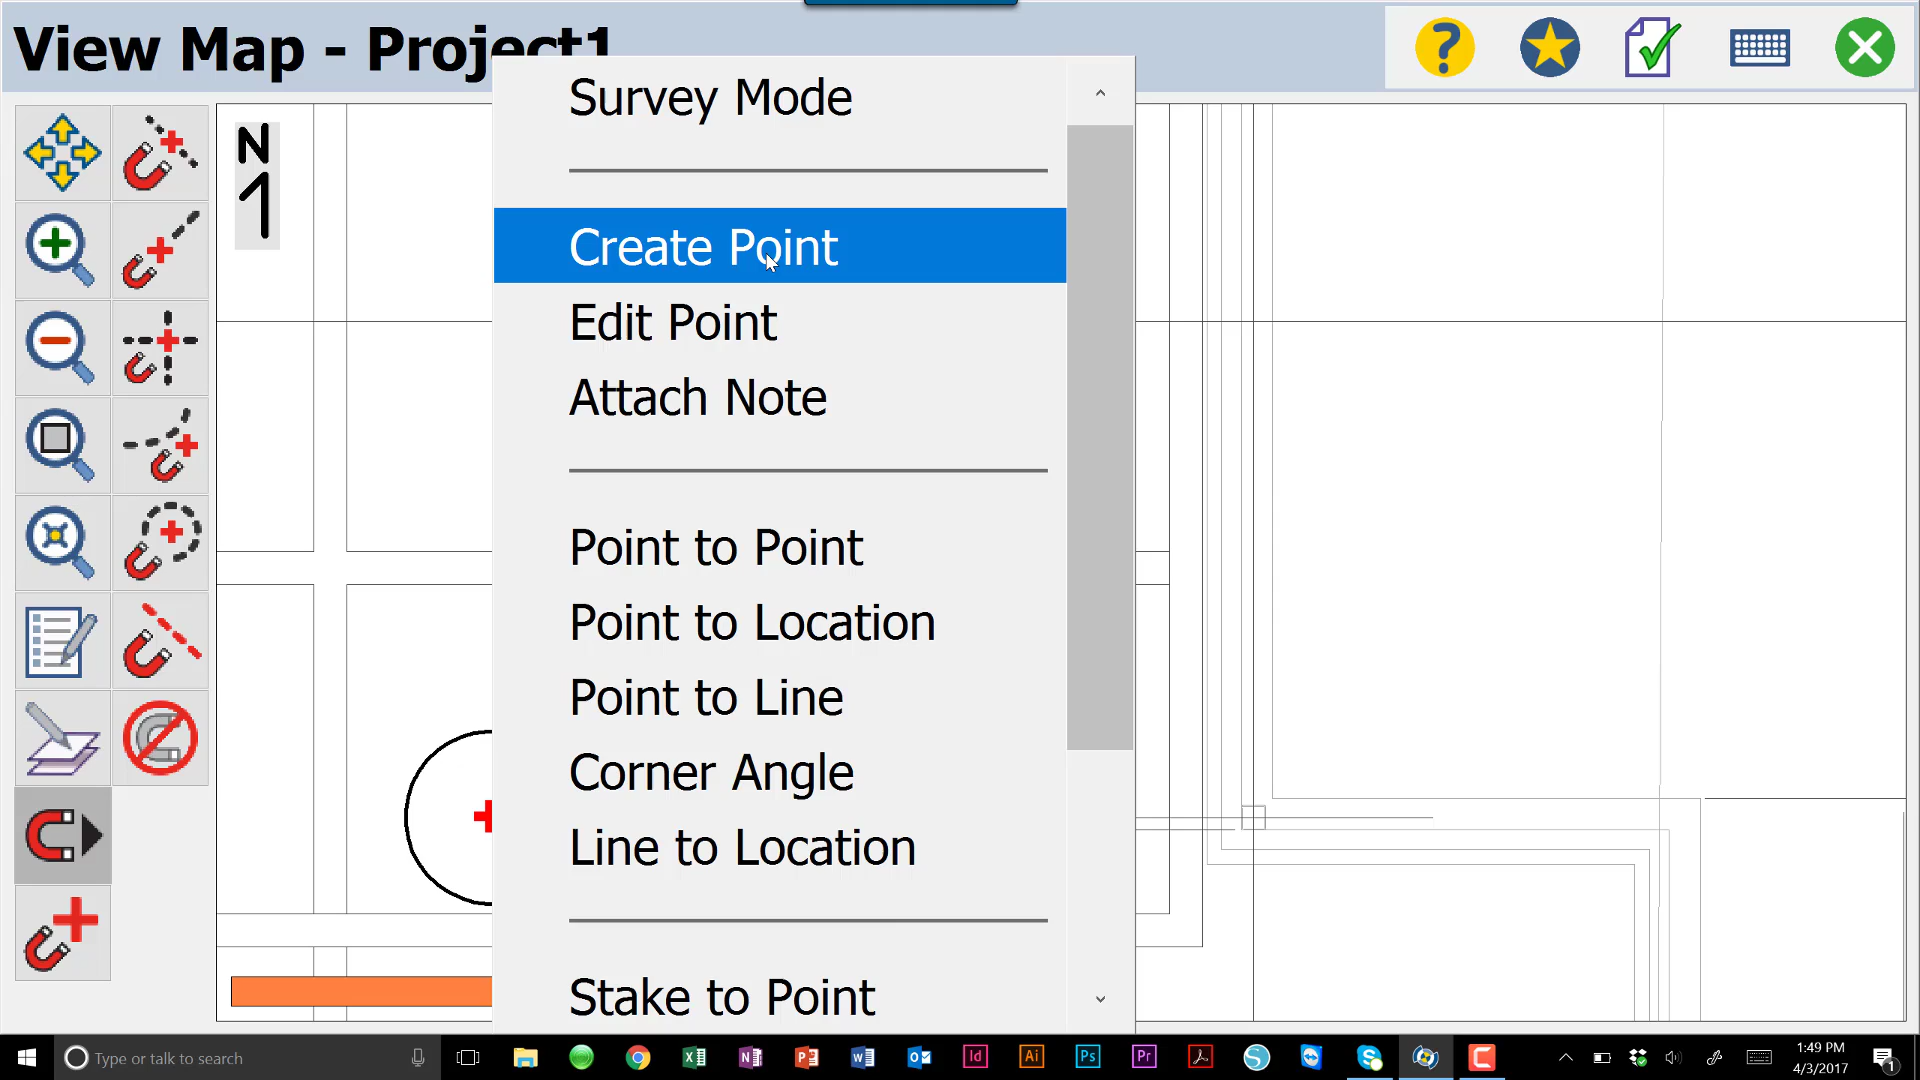 View Map - Project1
N
1
Survey Mode
Create Point
Edit Point
Attach Note
Point to Point
Point to Location
Point to Line
Corner Angle
Line to Location
Stake to Point
Type or talk to search
1:49 PM
4/3/2017
1